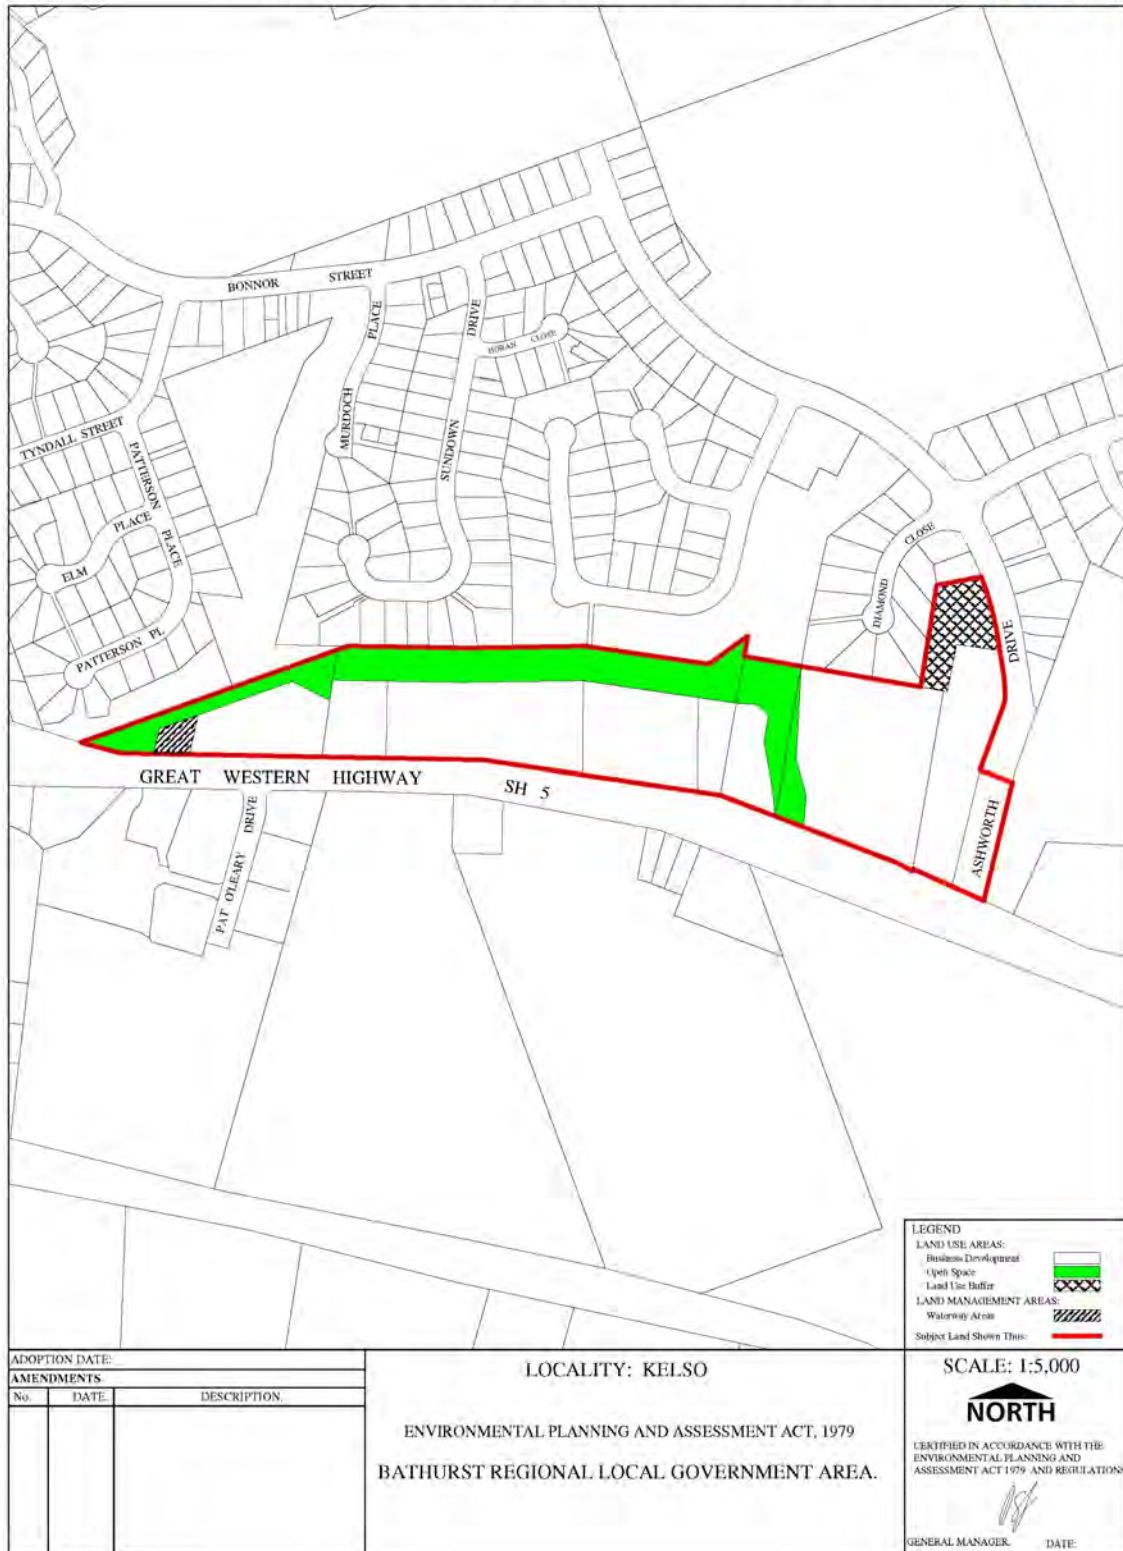 BONNOR STREET
PLACE
DRIVE
HORAN CLOSE
MURDOCH
SUNDOWN
TYNDALL STREET
PATTERSON
PLACE
PLACE
ELM
PATTERSON PL
CLOSE
DIAMOND
DRIVE
GREAT WESTERN HIGHWAY
SH 5
ASHWORTH
DRIVE
PAT O'LEARY
LEGEND
LAND USE AREAS:
Business Development
Open Space
Land Use Buffer
LAND MANAGEMENT AREAS:
Waterway Areas
Subject Land Shown Thus:
ADOPTION DATE:
AMENDMENTS
No. DATE. DESCRIPTION.
LOCALITY: KELSO
ENVIRONMENTAL PLANNING AND ASSESSMENT ACT, 1979
BATHURST REGIONAL LOCAL GOVERNMENT AREA.
SCALE: 1:5,000
NORTH
CERTIFIED IN ACCORDANCE WITH THE
ENVIRONMENTAL PLANNING AND
ASSESSMENT ACT 1979 AND REGULATIONS
GENERAL MANAGER. DATE: